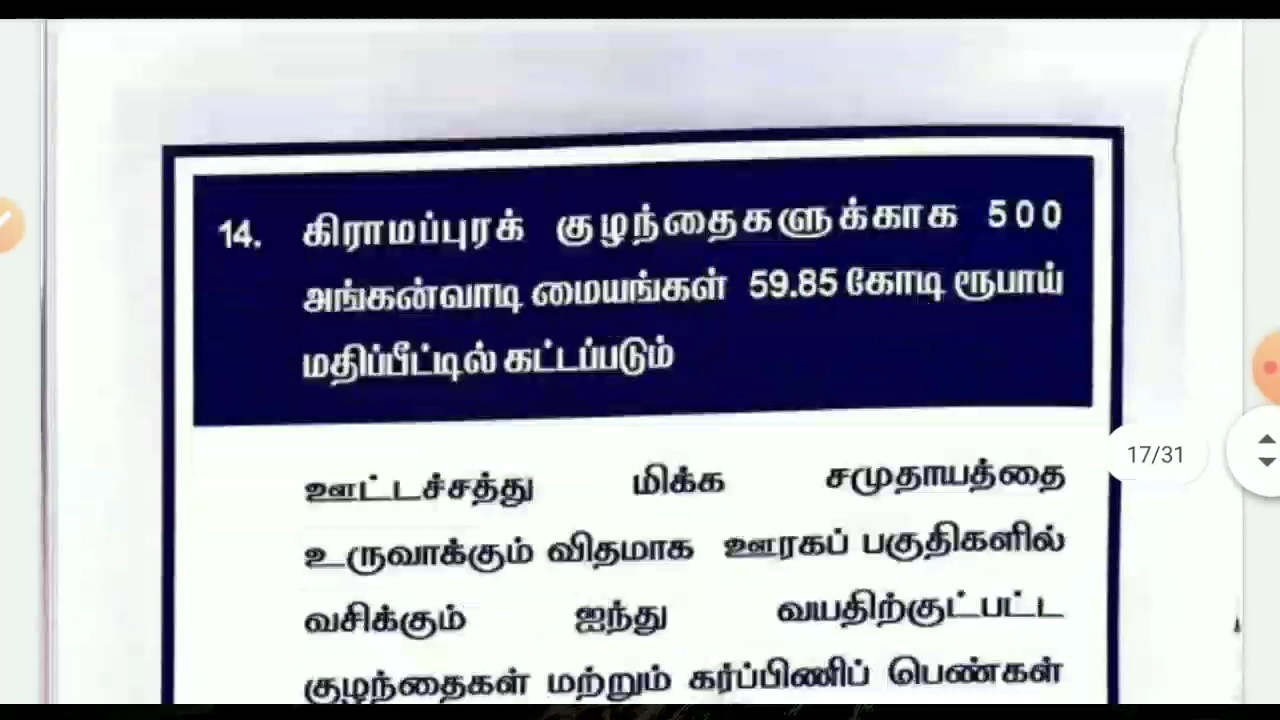 14. கிராமப்புரக் குழந்தைகளுக்காக 500
அங்கன்வாடி மையங்கள் 59.85 கோடி ரூபாய்
மதிப்பீட்டில் கட்டப்படும்
ஊட்டச்சத்து மிக்க சமுதாயத்தை
உருவாக்கும் விதமாக ஊரகப் பகுதிகளில்
17/31
வசிக்கும் ஐந்து வயதிற்குட்பட்ட
குழந்தைகள் மற்றும் கர்ப்பிணிப் பெண்கள்